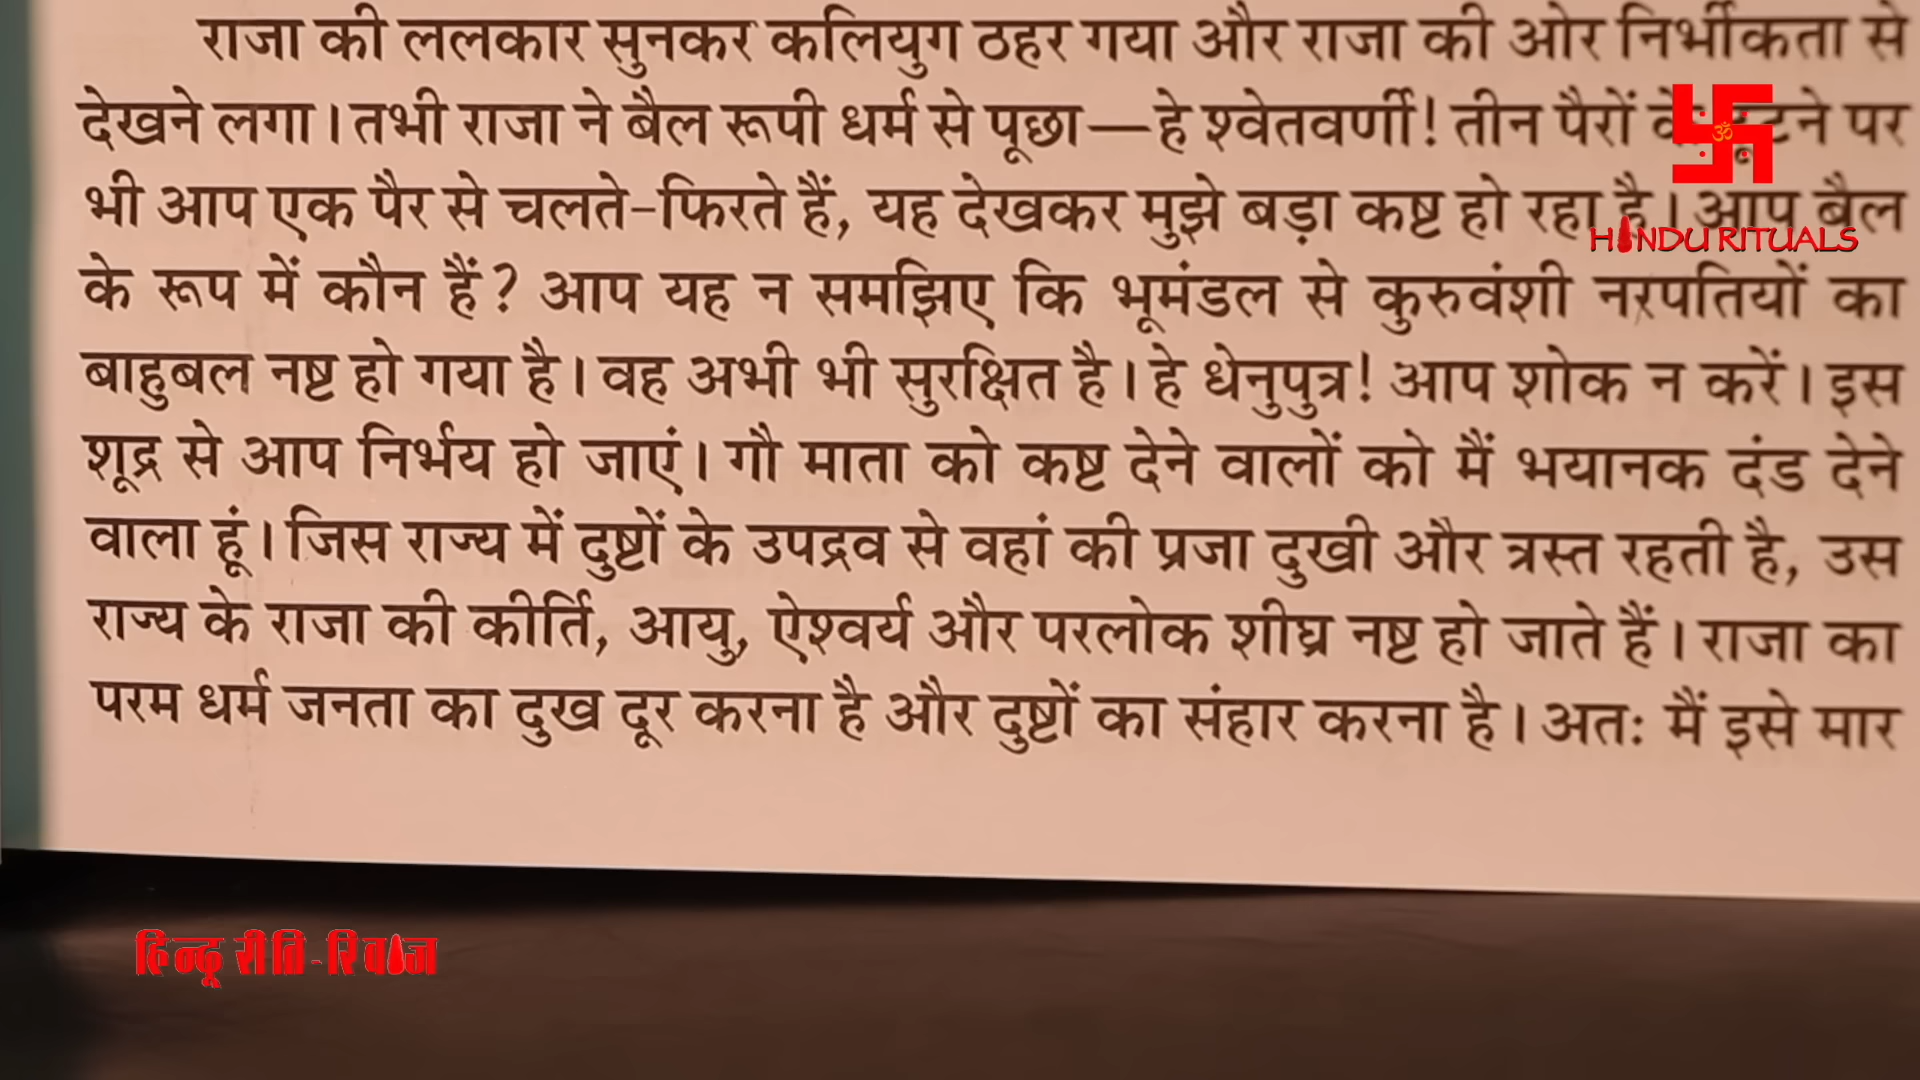 राजा की ललकार सुनकर कलियुग ठहर गया और राजा की ओर निर्भीकता से
देखने लगा। तभी राजा ने बैल रूपी धर्म से पूछा—हे श्वेतवर्णी! तीन पैरों के टूटने पर
भी आप एक पैर से चलते-फिरते हैं, यह देखकर मुझे बड़ा कष्ट हो रहा है। आप बैल
HINDU RITUALS
के रूप में कौन हैं? आप यह न समझिए कि भूमंडल से कुरुवंशी नरपतियों का
बाहुबल नष्ट हो गया है। वह अभी भी सुरक्षित है। हे धेनुपुत्र! आप शोक न करें। इस
शूद्र से आप निर्भय हो जाएं। गौ माता को कष्ट देने वालों को मैं भयानक दंड देने
वाला हूं। जिस राज्य में दुष्टों के उपद्रव से वहां की प्रजा दुखी और त्रस्त रहती है, उस
राज्य के राजा की कीर्ति, आयु, ऐश्वर्य और परलोक शीघ्र नष्ट हो जाते हैं। राजा का
परम धर्म जनता का दुख दूर करना है और दुष्टों का संहार करना है। अतः मैं इसे मार
हिन्दू रीति-रिवाज